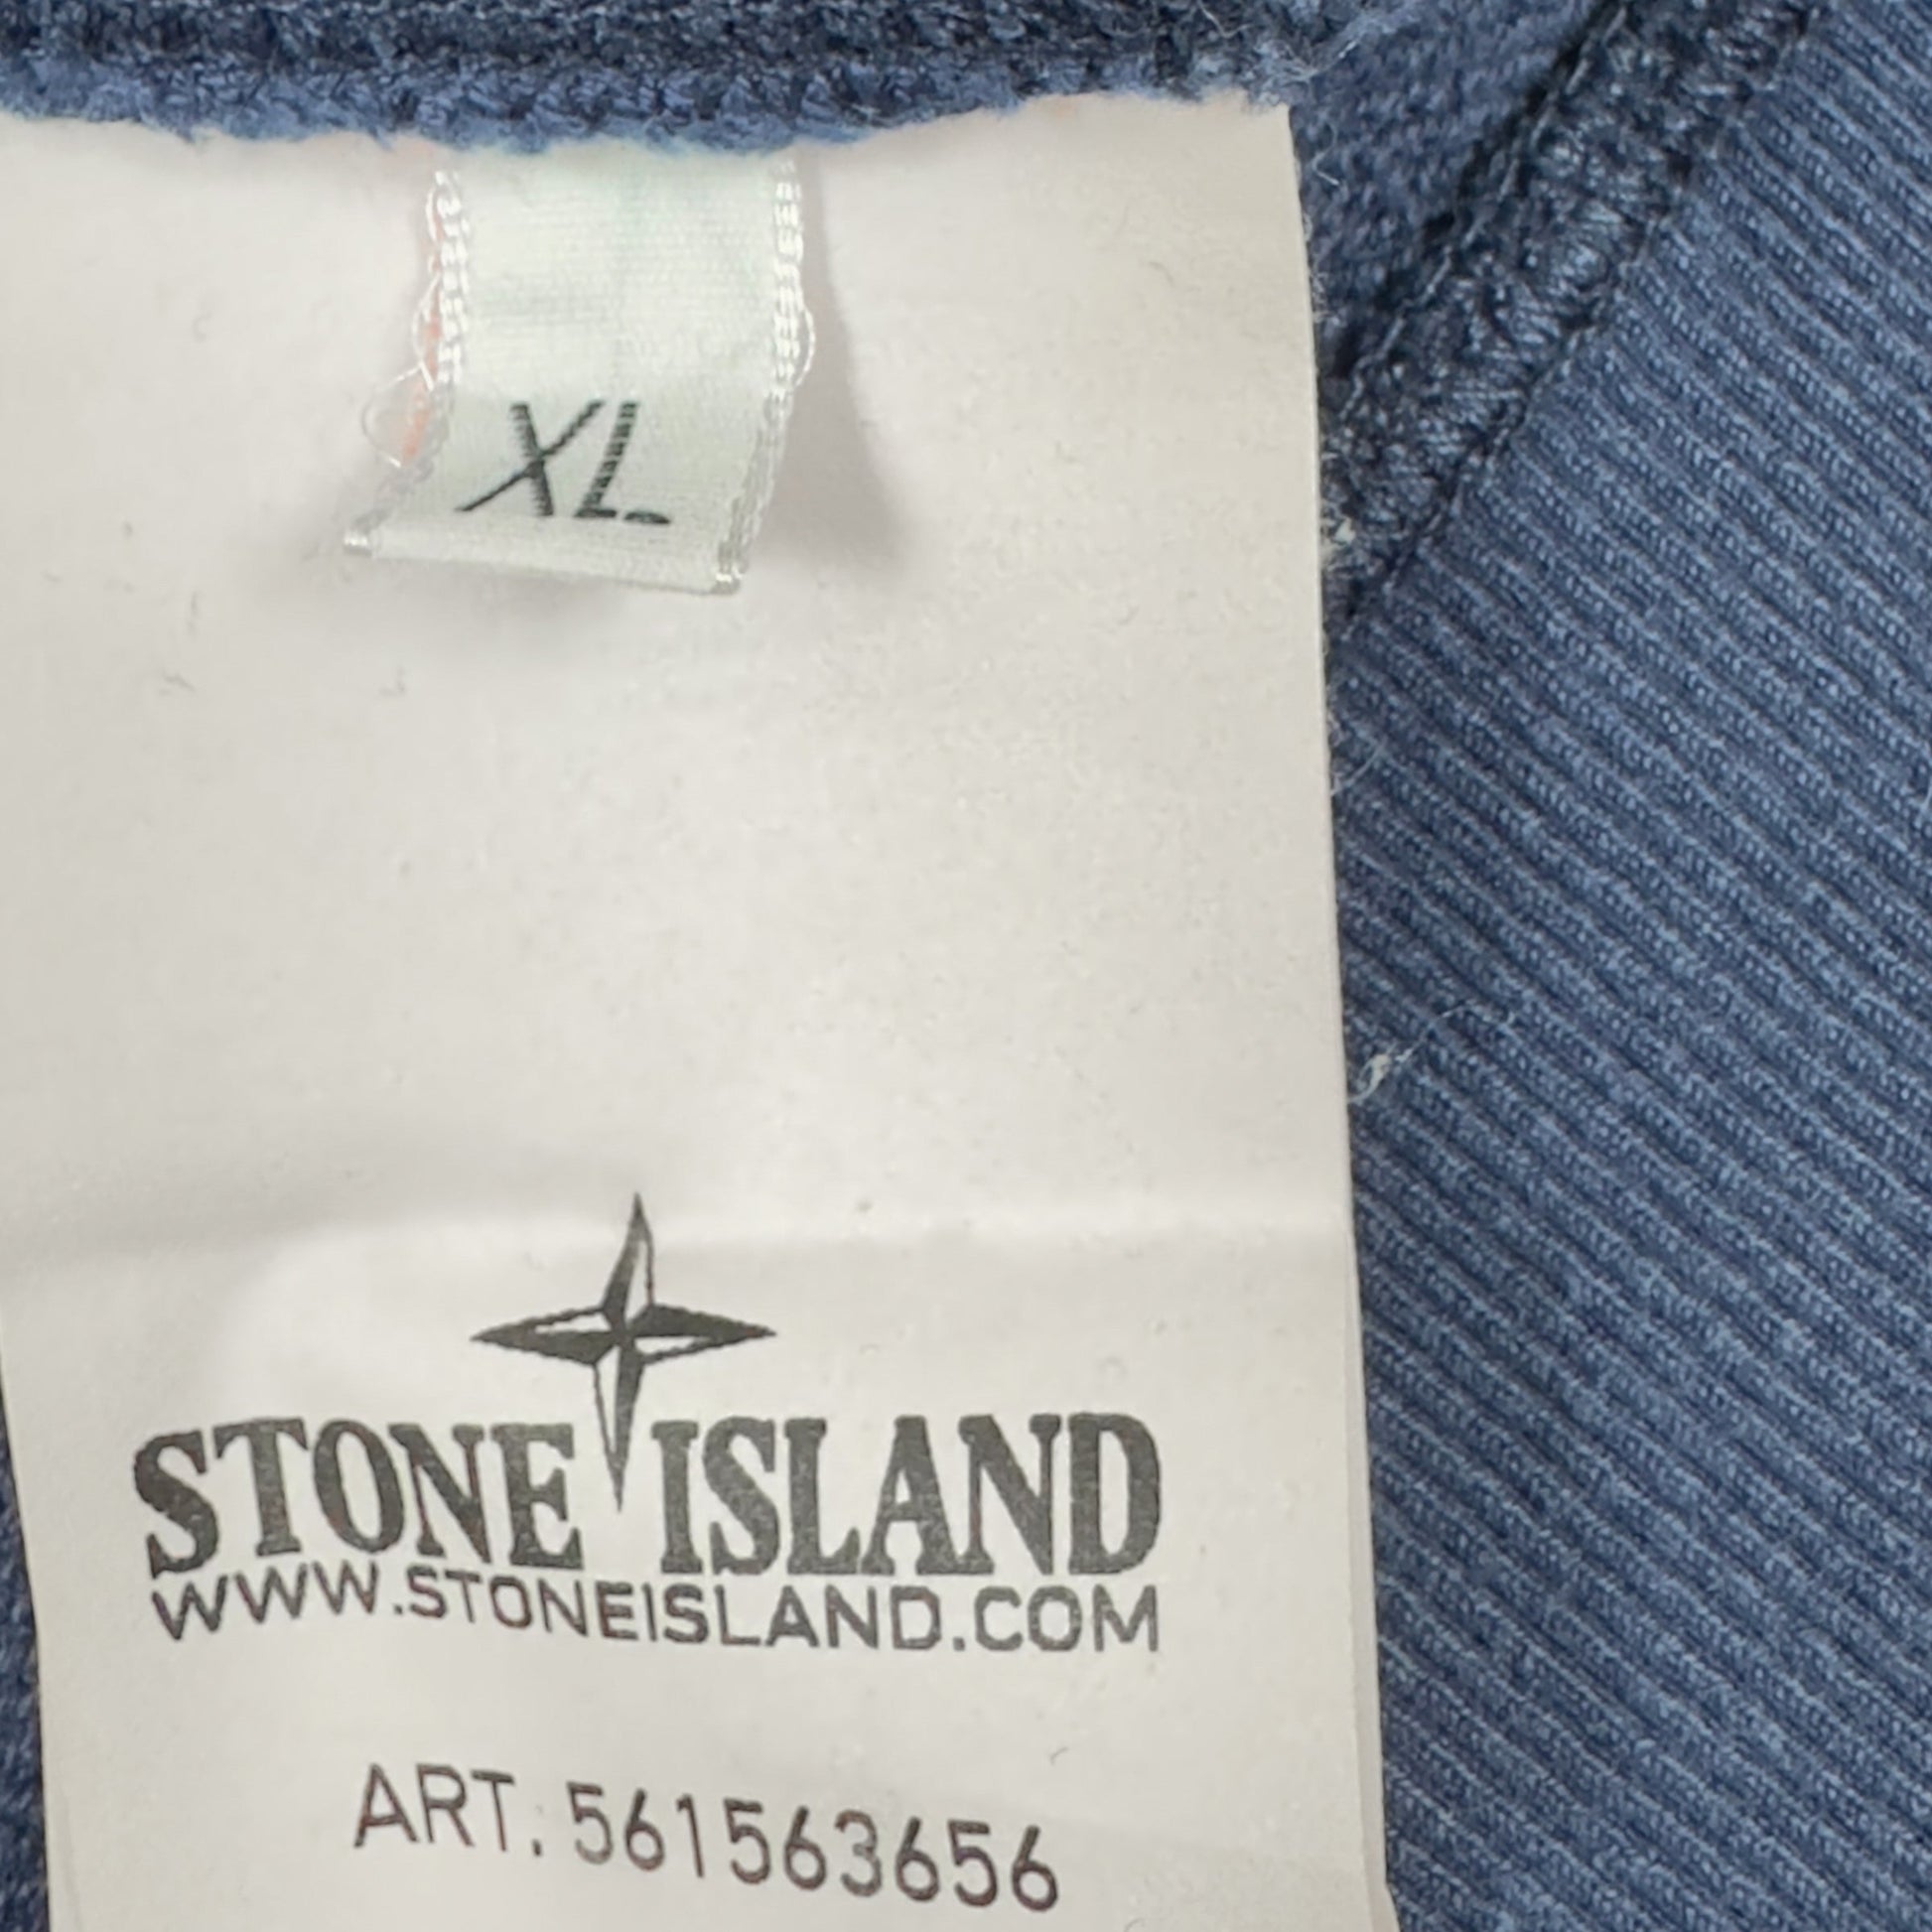 XL
STONE ISLAND
WWW.STONEISLAND.COM
ART. 561563656